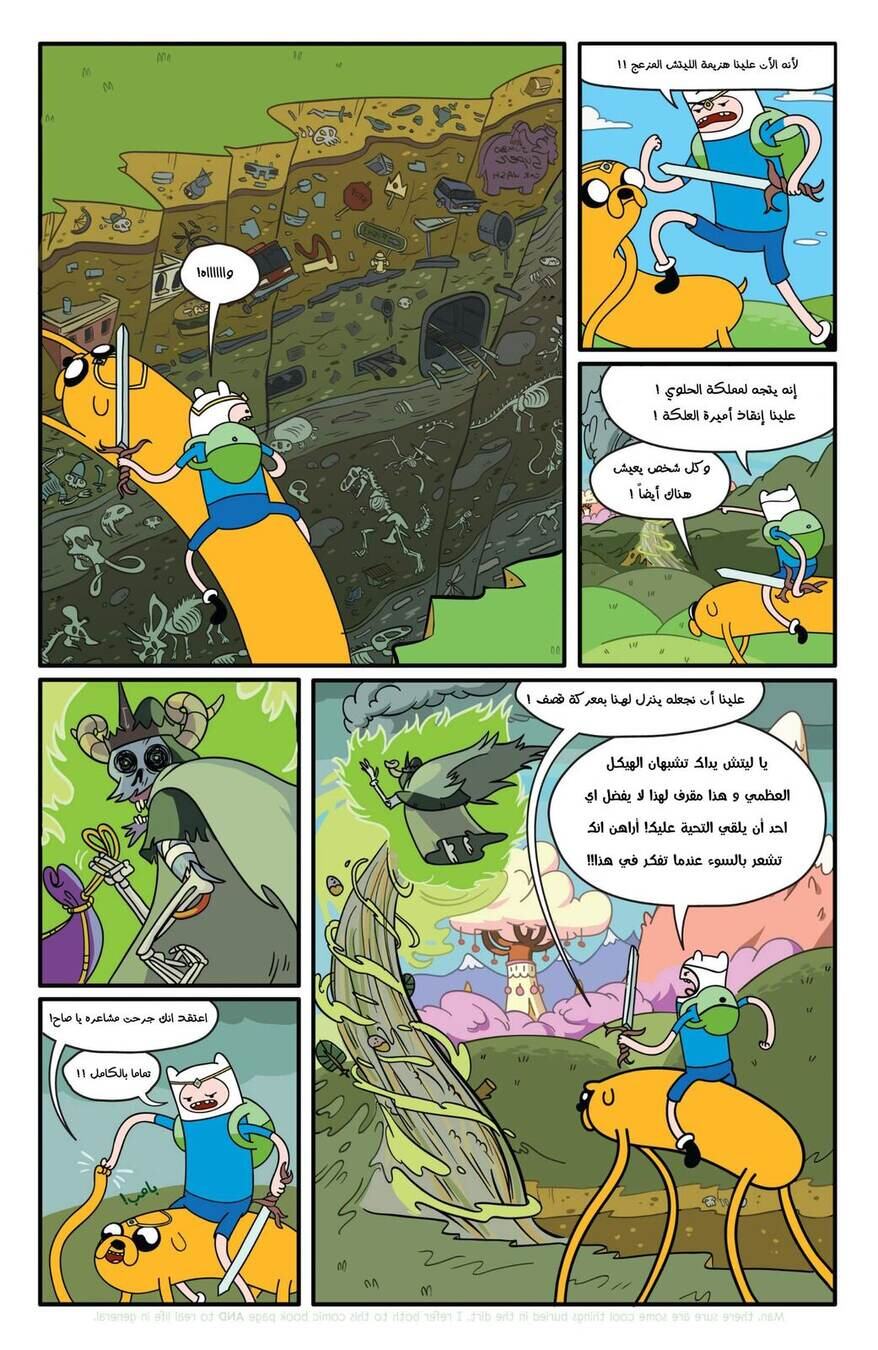 لأنه الأن علينا هزيمة الليتش المزعج !!
إنه يتجه لمملكة الحلوي !
علينا إنقاذ أميرة العلكة !
وكل شخص يعيش
هناك أيضاً !
واااااه!
علينا أن نجعله ينزل لهنا بمعركة قصف !
يا ليتش يداك تشبهان الهيكل
العظمي و هذا مقرف لهذا لا يفضل اي
احد أن يلقي التحية عليك! أراهن انك
تشعر بالسوء عندما تفكر في هذا!!
اعتقد انك جرحت مشاعره يا صاح!
تماما بالكامل !!
بامب!
Man, there sure are some cool things buried in the dirt. I refer both to this comic book page AND to real life in general.